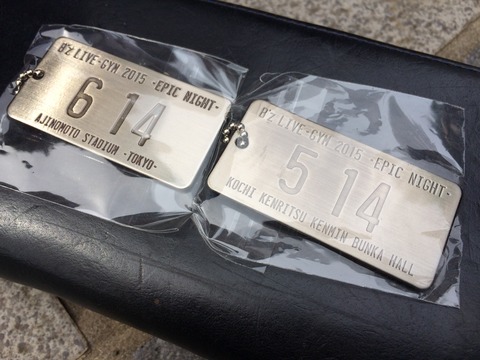 B'z LIVE-GYM 2015 -EPIC NIGHT-
6 14
AJINOMOTO STADIUM -TOKYO-
B'z LIVE-GYM 2015 -EPIC NIGHT-
5 14
KOCHI KENRITSU KENMIN BUNKA HALL